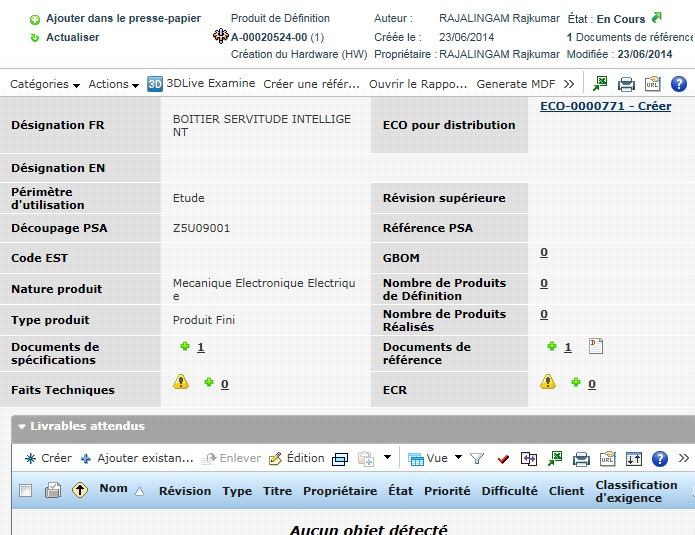 Ajouter dans le presse-papier
Actualiser
Produit de Définition
A-00020524-00 (1)
Création du Hardware (HW)
Auteur : RAJALINGAM Rajkumar
Créée le : 23/06/2014
Propriétaire : RAJALINGAM Rajkumar
État : En Cours
1 Documents de référence
Modifiée : 23/06/2014
Catégories Actions 3D 3DLive Examine Créer une référ... Ouvrir le Rappo... Generate MDF >>
Désignation FR BOITIER SERVITUDE INTELLIGE
NT
ECO pour distribution ECO-0000771 - Créer
Désignation EN
Périmètre
d'utilisation Etude Révision supérieure
Découpage PSA Z5U09001 Référence PSA
Code EST GBOM 0
Nature produit Mecanique Electronique Electriqu
e
Nombre de Produits
de Définition 0
Type produit Produit Fini Nombre de Produits
Réalisés 0
Documents de
spécifications 1 Documents de
référence 1
Faits Techniques 0 ECR 0
Livrables attendus
Créer Ajouter existan... Enlever Édition Vue >>
Nom Révision Type Titre Propriétaire État Priorité Difficulté Client Classification
d'exigence
Aucun objet détecté